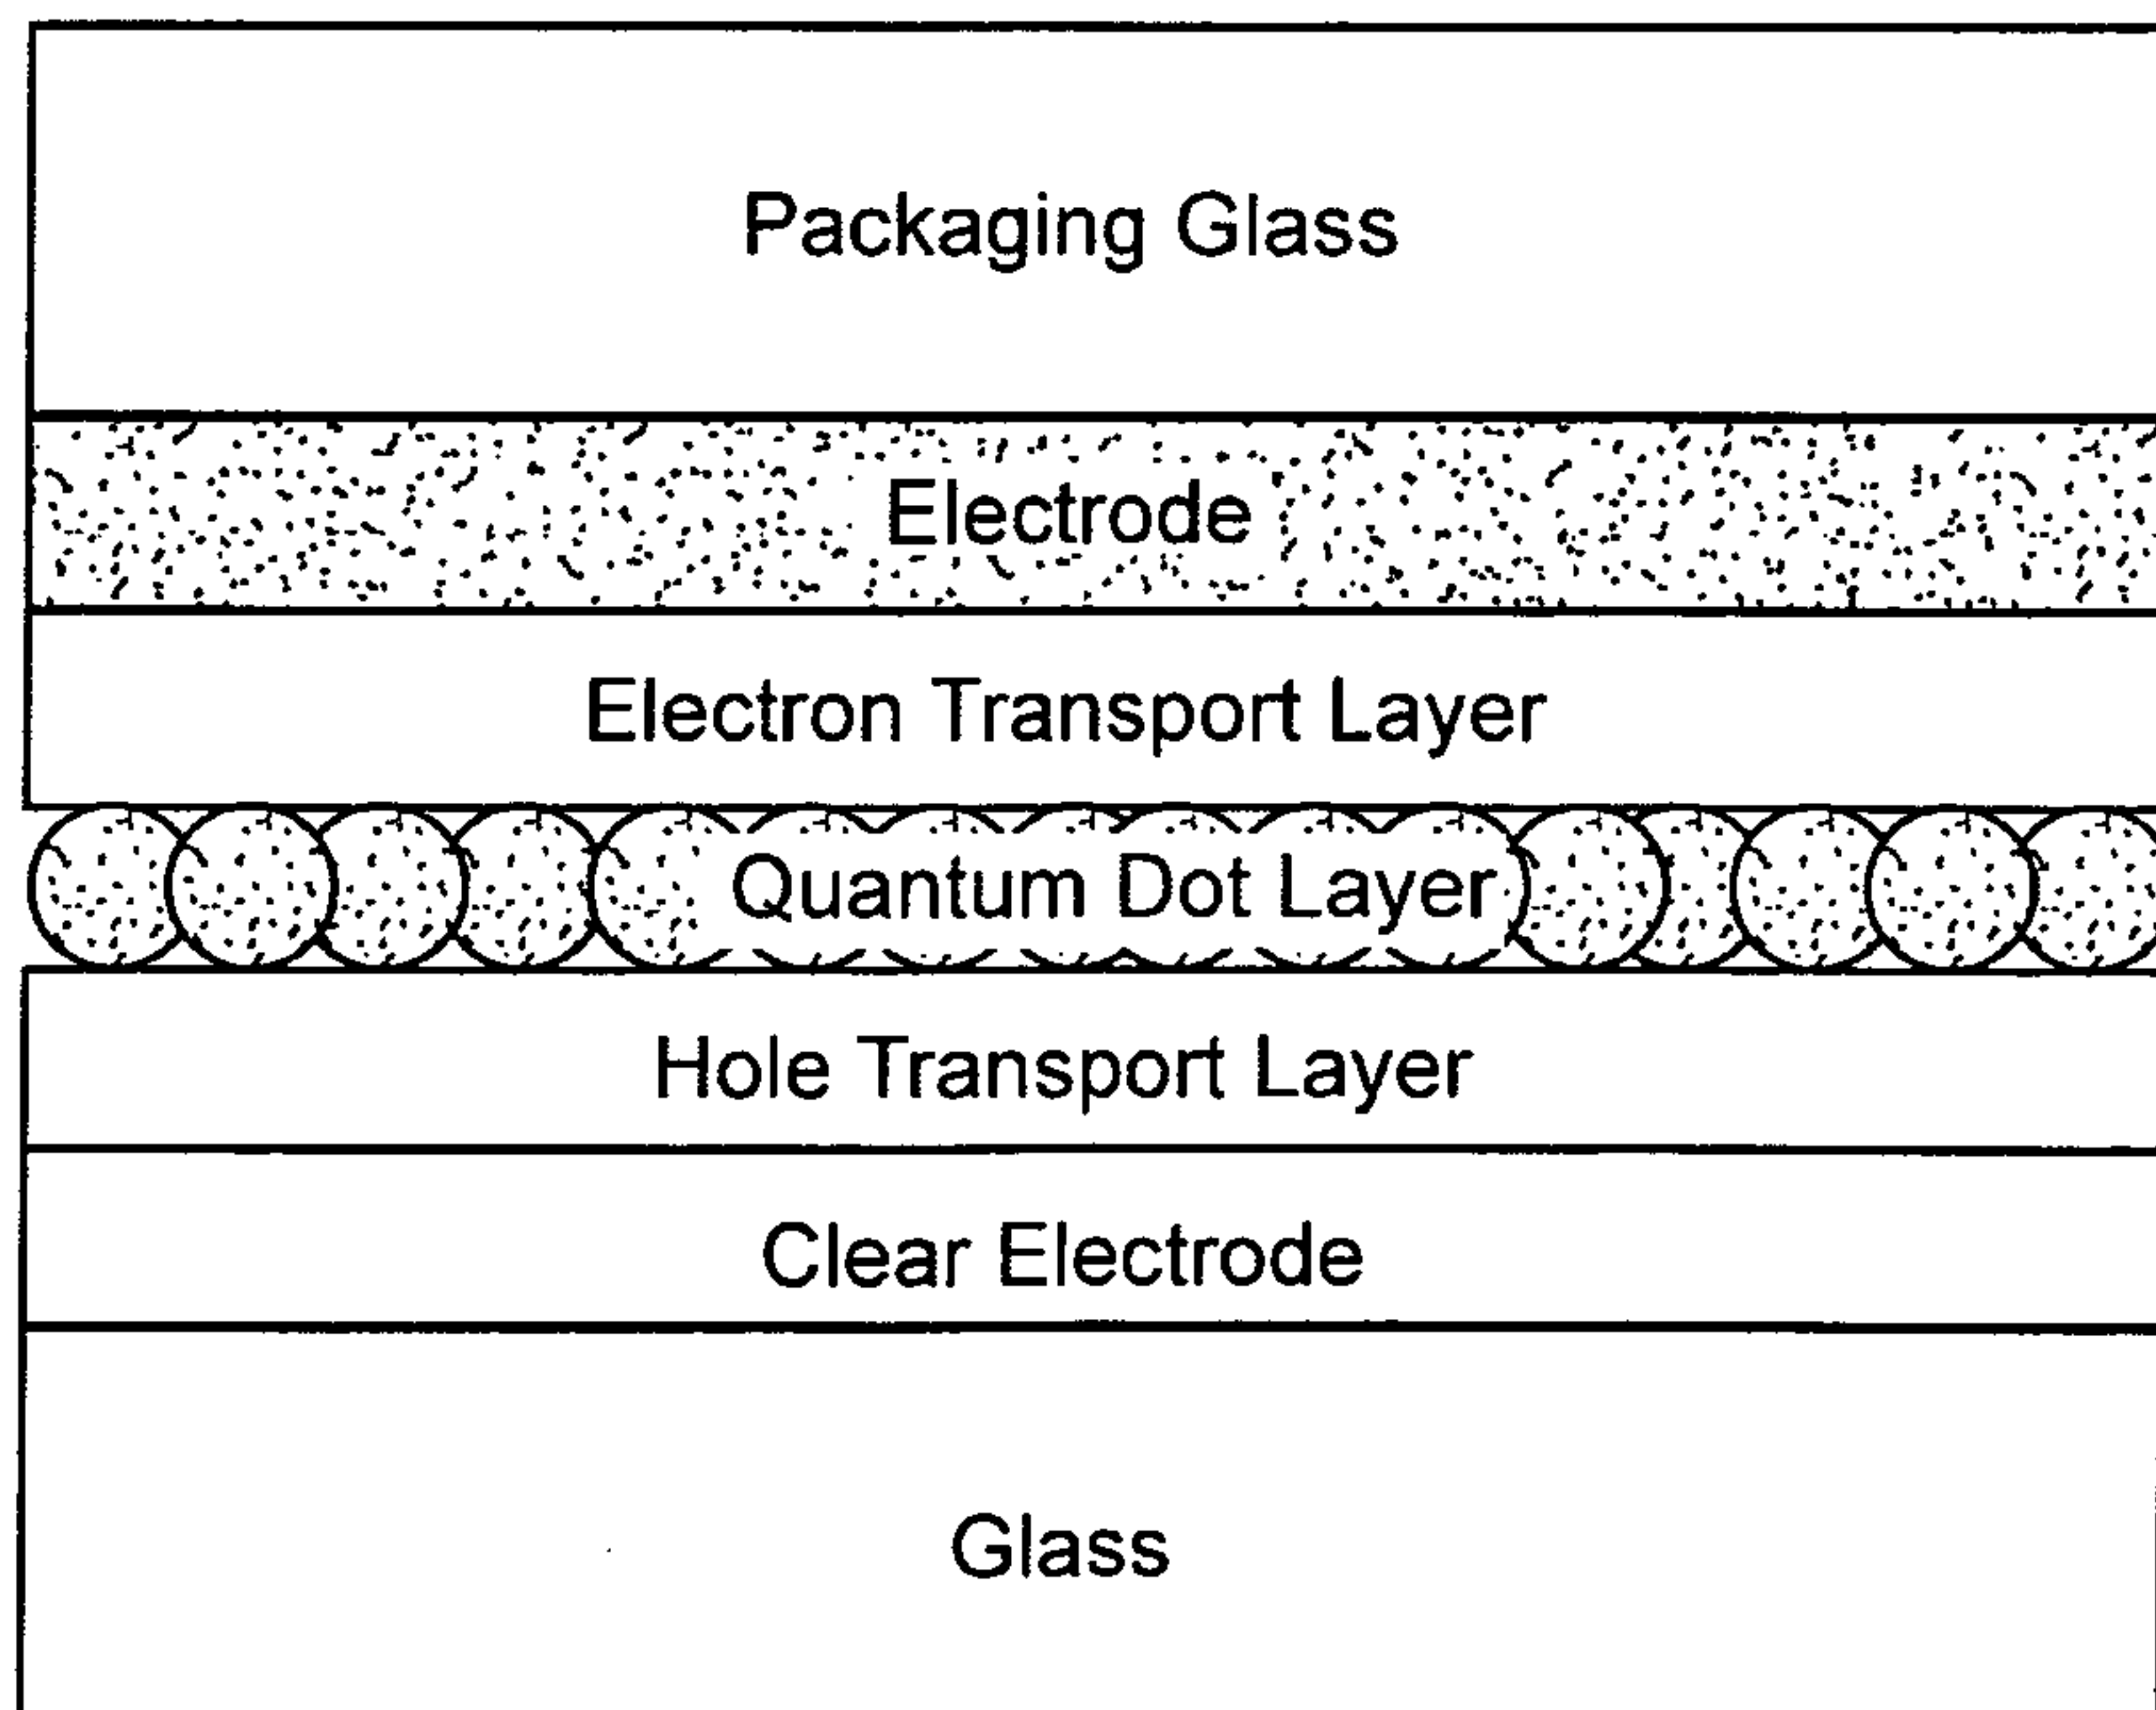 Packaging Glass
Electrode
Electron Transport Layer
Quantum Dot Layer
Hole Transport Layer
Clear Electrode
Glass